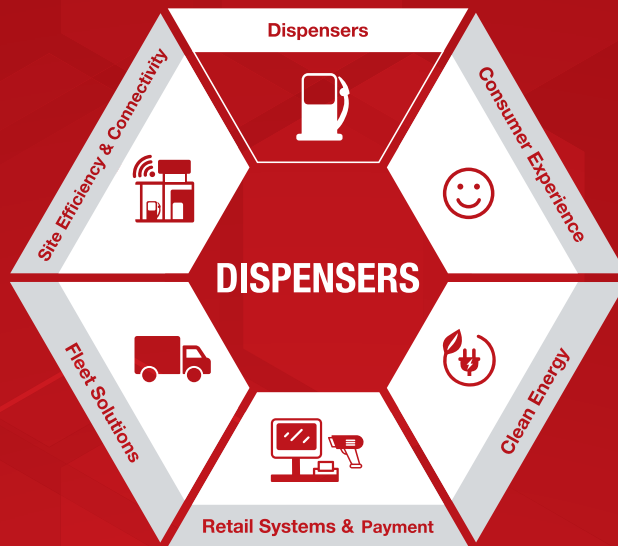 Dispensers
Consumer Experience
Clean Energy
Retail Systems & Payment
Fleet Solutions
Site Efficiency & Connectivity
DISPENSERS